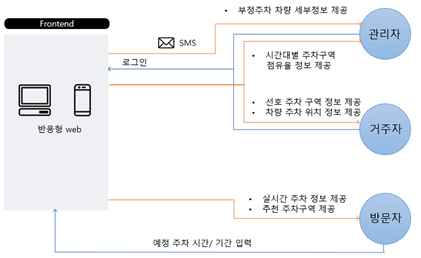 Frontend
반응형 web
SMS
• 부정주차 차량 세부정보 제공
로그인
• 시간대별 주차구역
점유율 정보 제공
• 선호 주차 구역 정보 제공
• 차량 주차 위치 정보 제공
• 실시간 주차 정보 제공
• 추천 주차구역 제공
예정 주차 시간/ 기간 입력
관리자
거주자
방문자